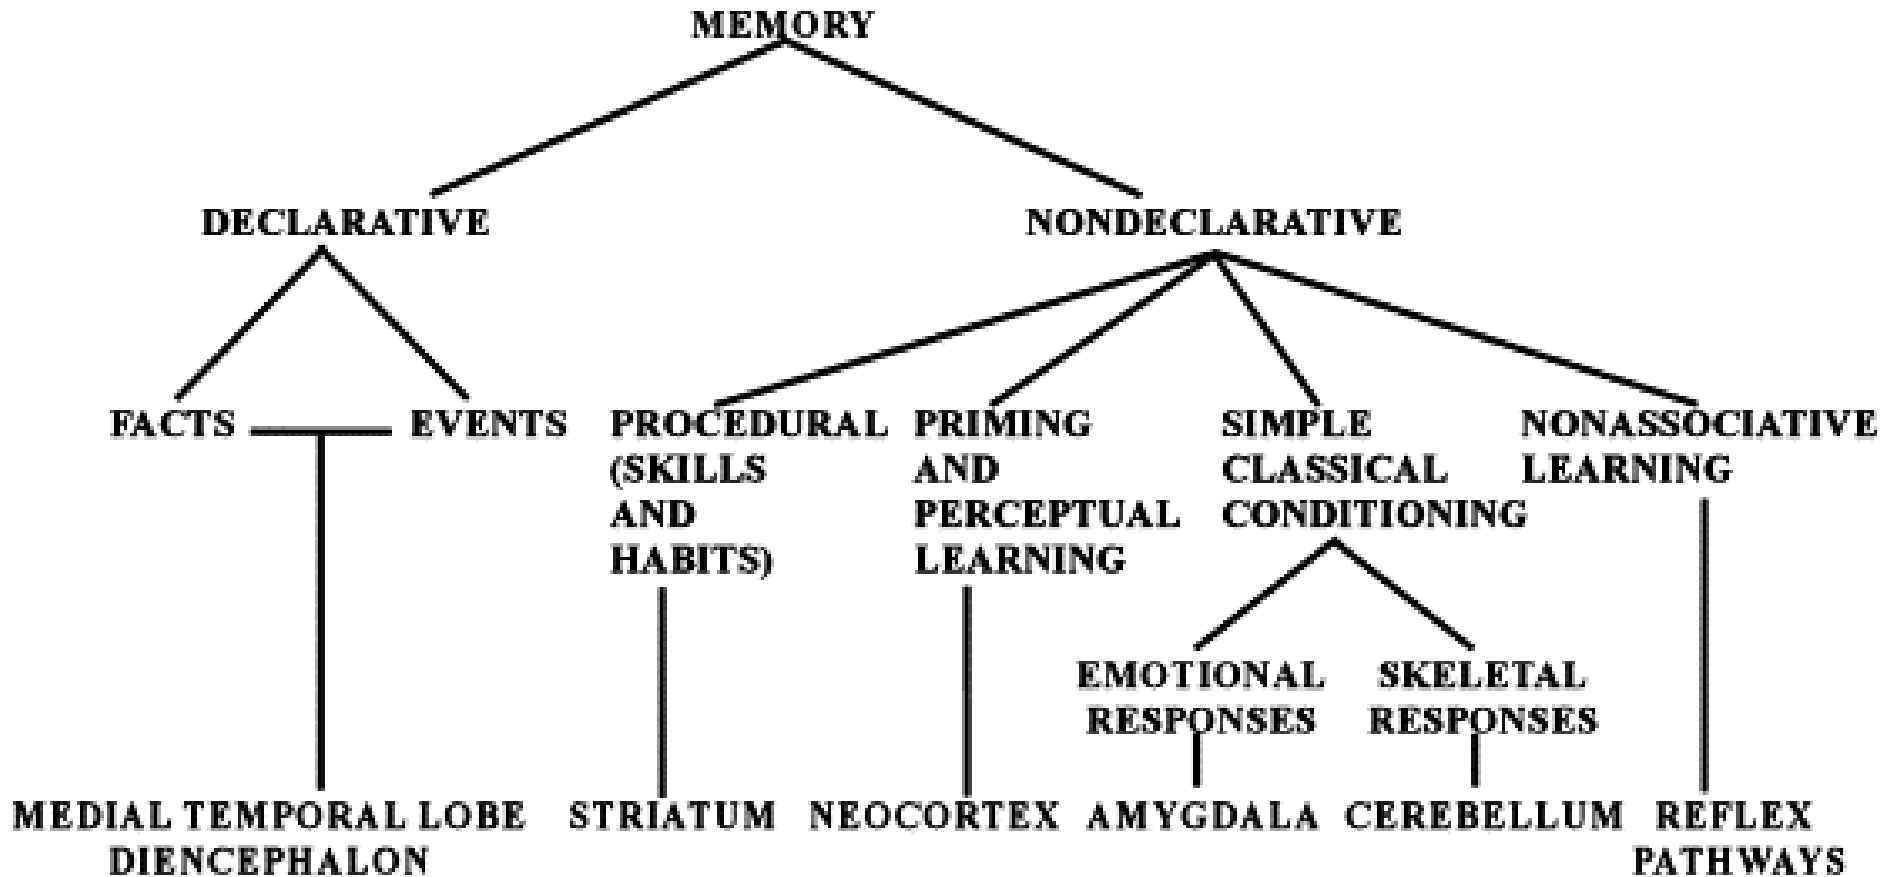 MEMORY
DECLARATIVE
NONDECLARATIVE
FACTS
EVENTS
PROCEDURAL
(SKILLS
AND
HABITS)
PRIMING
AND
PERCEPTUAL
LEARNING
SIMPLE
CLASSICAL
CONDITIONING
NONASSOCIATIVE
LEARNING
EMOTIONAL
RESPONSES
SKELETAL
RESPONSES
MEDIAL TEMPORAL LOBE
DIENCEPHALON
STRIATUM
NEOCORTEX
AMYGDALA
CEREBELLUM
REFLEX
PATHWAYS